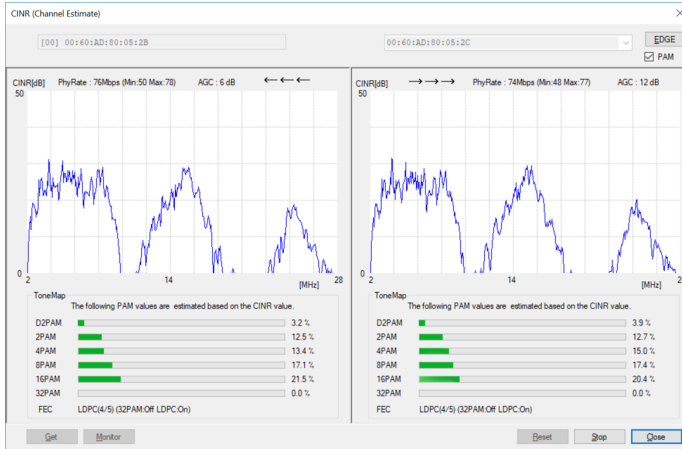 CINR (Channel Estimate)
[00] 00:60:AD:80:05:2B
00:60:AD:80:05:2C
EDGE
PAM
CINR[dB] PhyRate : 76Mbps (Min:50 Max:78) AGC : 6 dB ←←←
50
0
2 14 28
[MHz]
ToneMap
The following PAM values are estimated based on the CINR value.
D2PAM 3.2 %
2PAM 12.5 %
4PAM 13.4 %
8PAM 17.1 %
16PAM 21.5 %
32PAM 0.0 %
FEC LDPC(4/5) (32PAM:Off LDPC:On)
CINR[dB] →→→ PhyRate : 74Mbps (Min:48 Max:77) AGC : 12 dB
50
0
2 14 2
[MHz]
ToneMap
The following PAM values are estimated based on the CINR value.
D2PAM 3.9 %
2PAM 12.7 %
4PAM 15.0 %
8PAM 17.4 %
16PAM 20.4 %
32PAM 0.0 %
FEC LDPC(4/5) (32PAM:Off LDPC:On)
Get Monitor Reset Stop Close